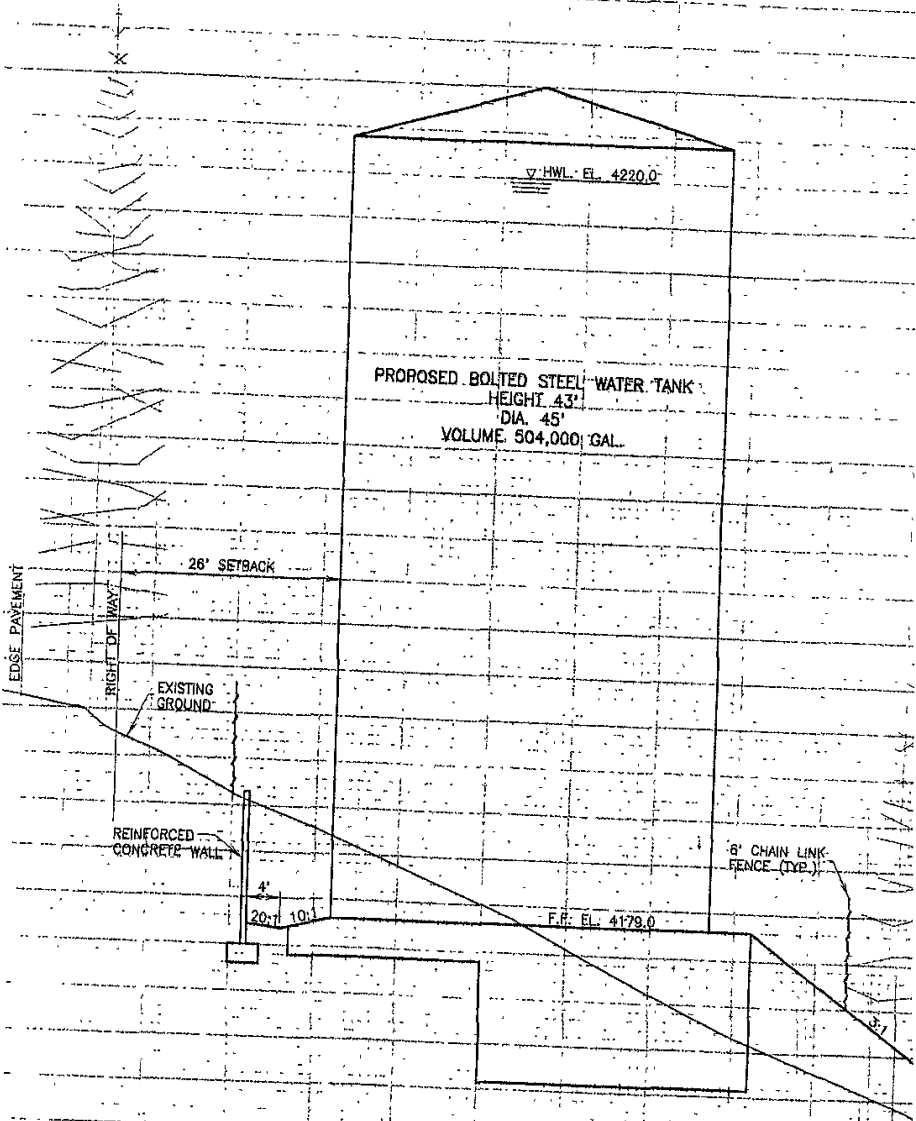 HWL. EL. 4220.0
PROPOSED BOLTED STEEL WATER TANK
HEIGHT 43'
DIA. 45'
VOLUME 504,000 GAL.
26' SETBACK
EDGE PAVEMENT
RIGHT OF WAY
EXISTING
GROUND
REINFORCED
CONCRETE WALL
6' CHAIN LINK
FENCE (TYP.)
4'
20:1 10:1
F.F. EL. 4179.0
3:1